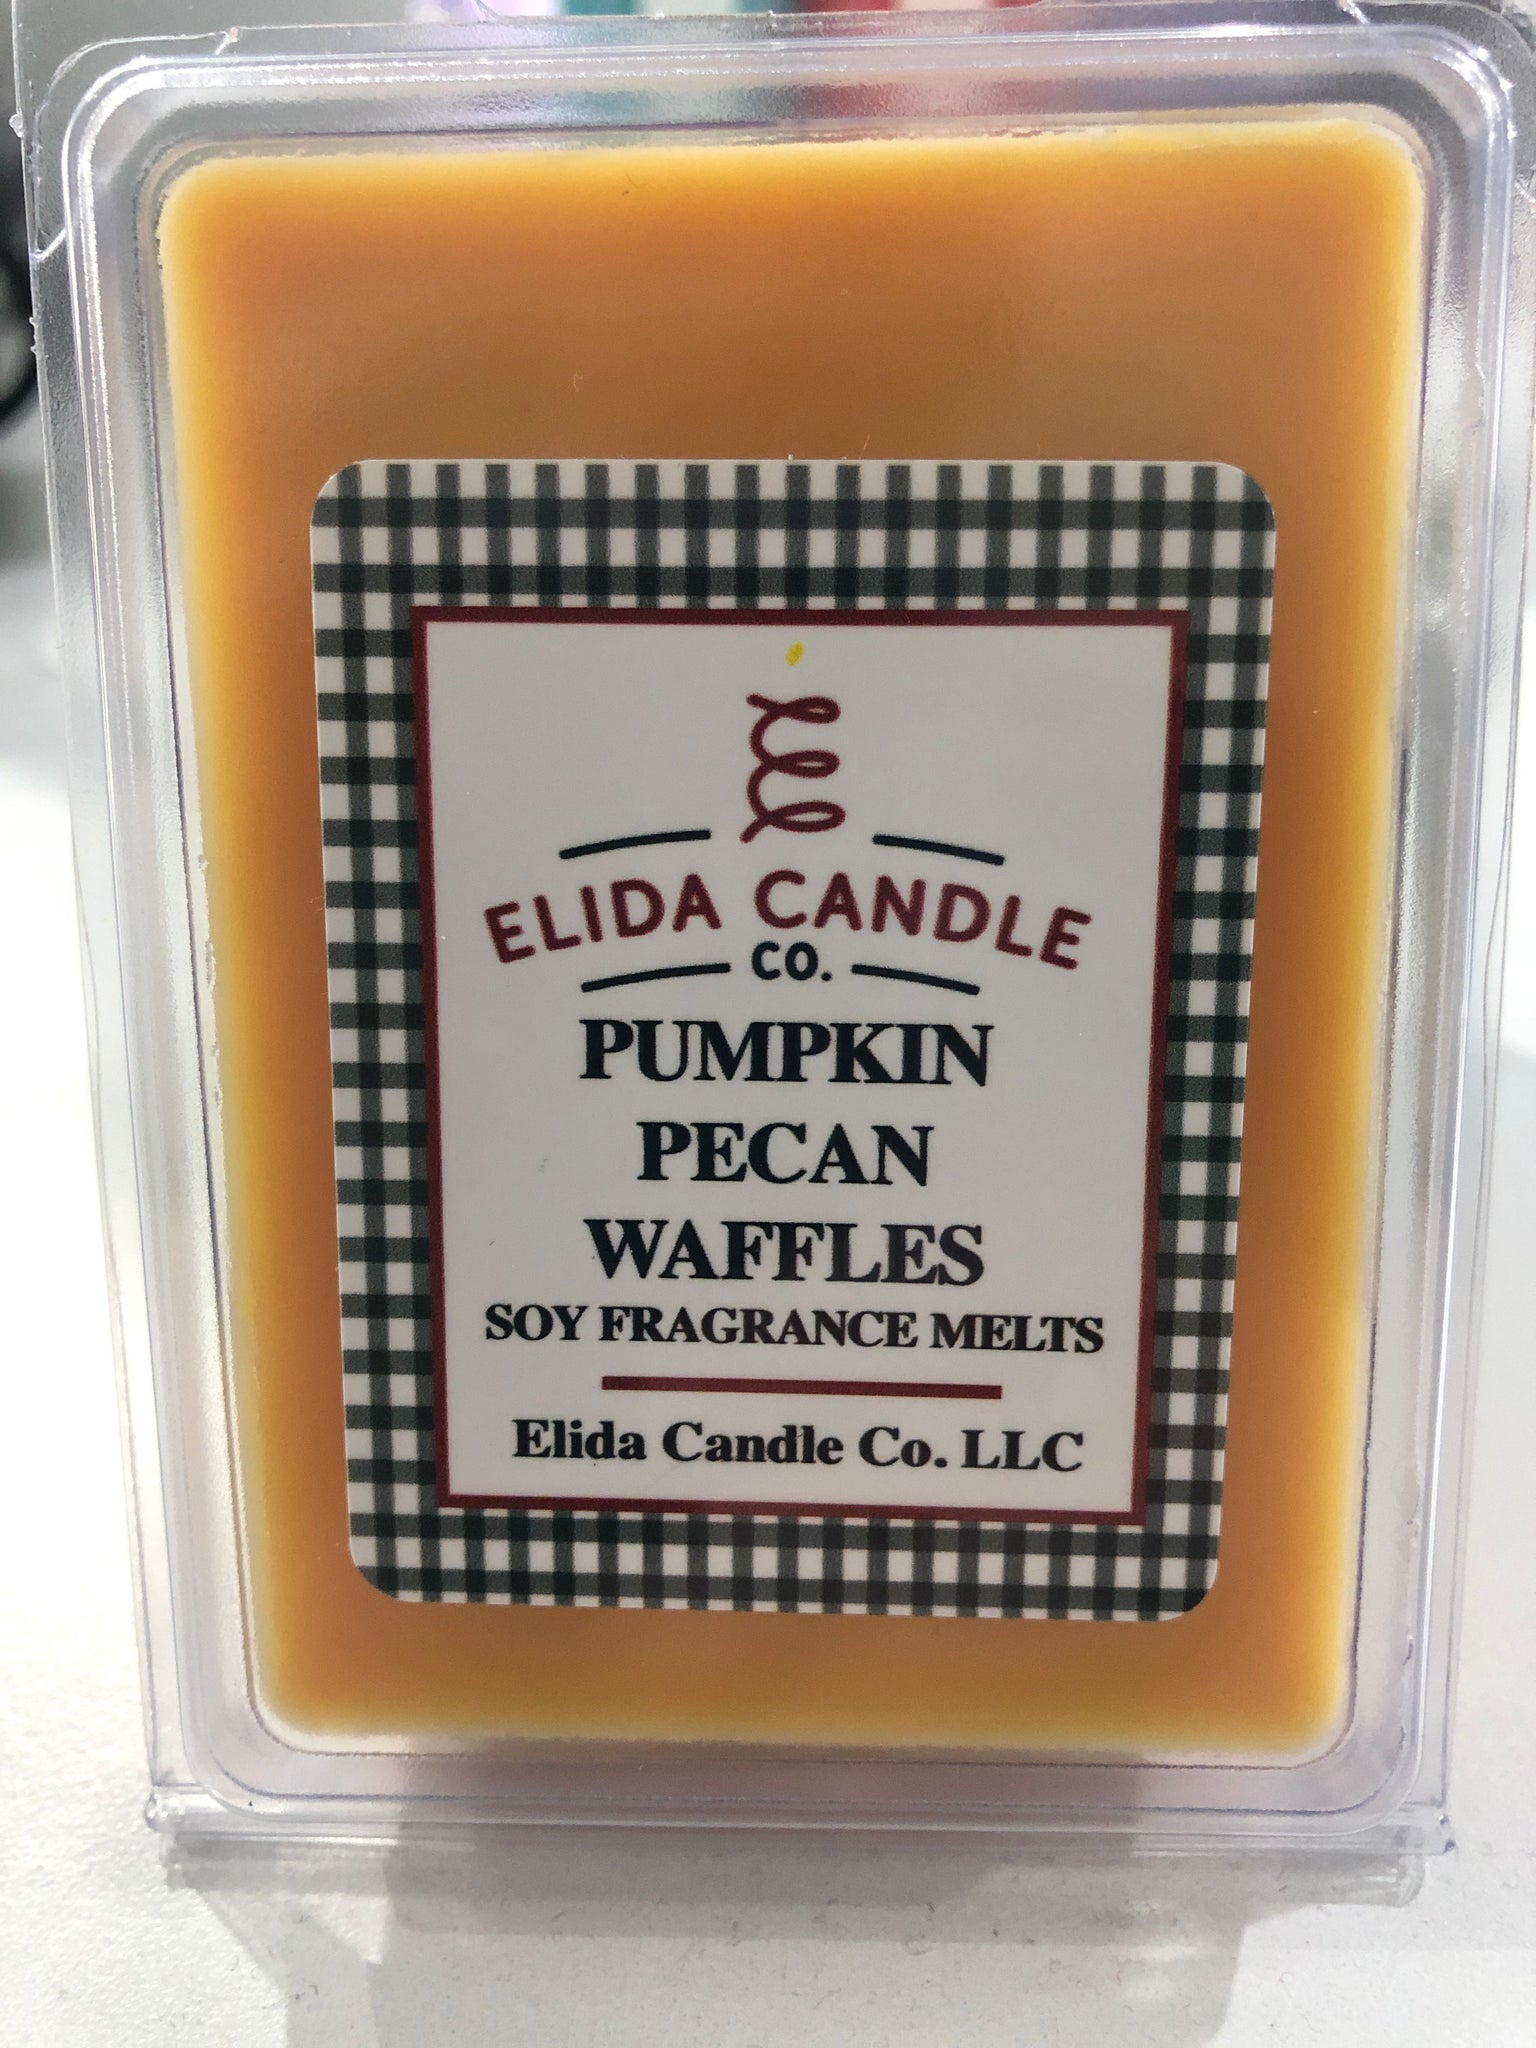 ELIDA CANDLE
CO.
PUMPKIN
PECAN
WAFFLES
SOY FRAGRANCE MELTS
Elida Candle Co. LLC